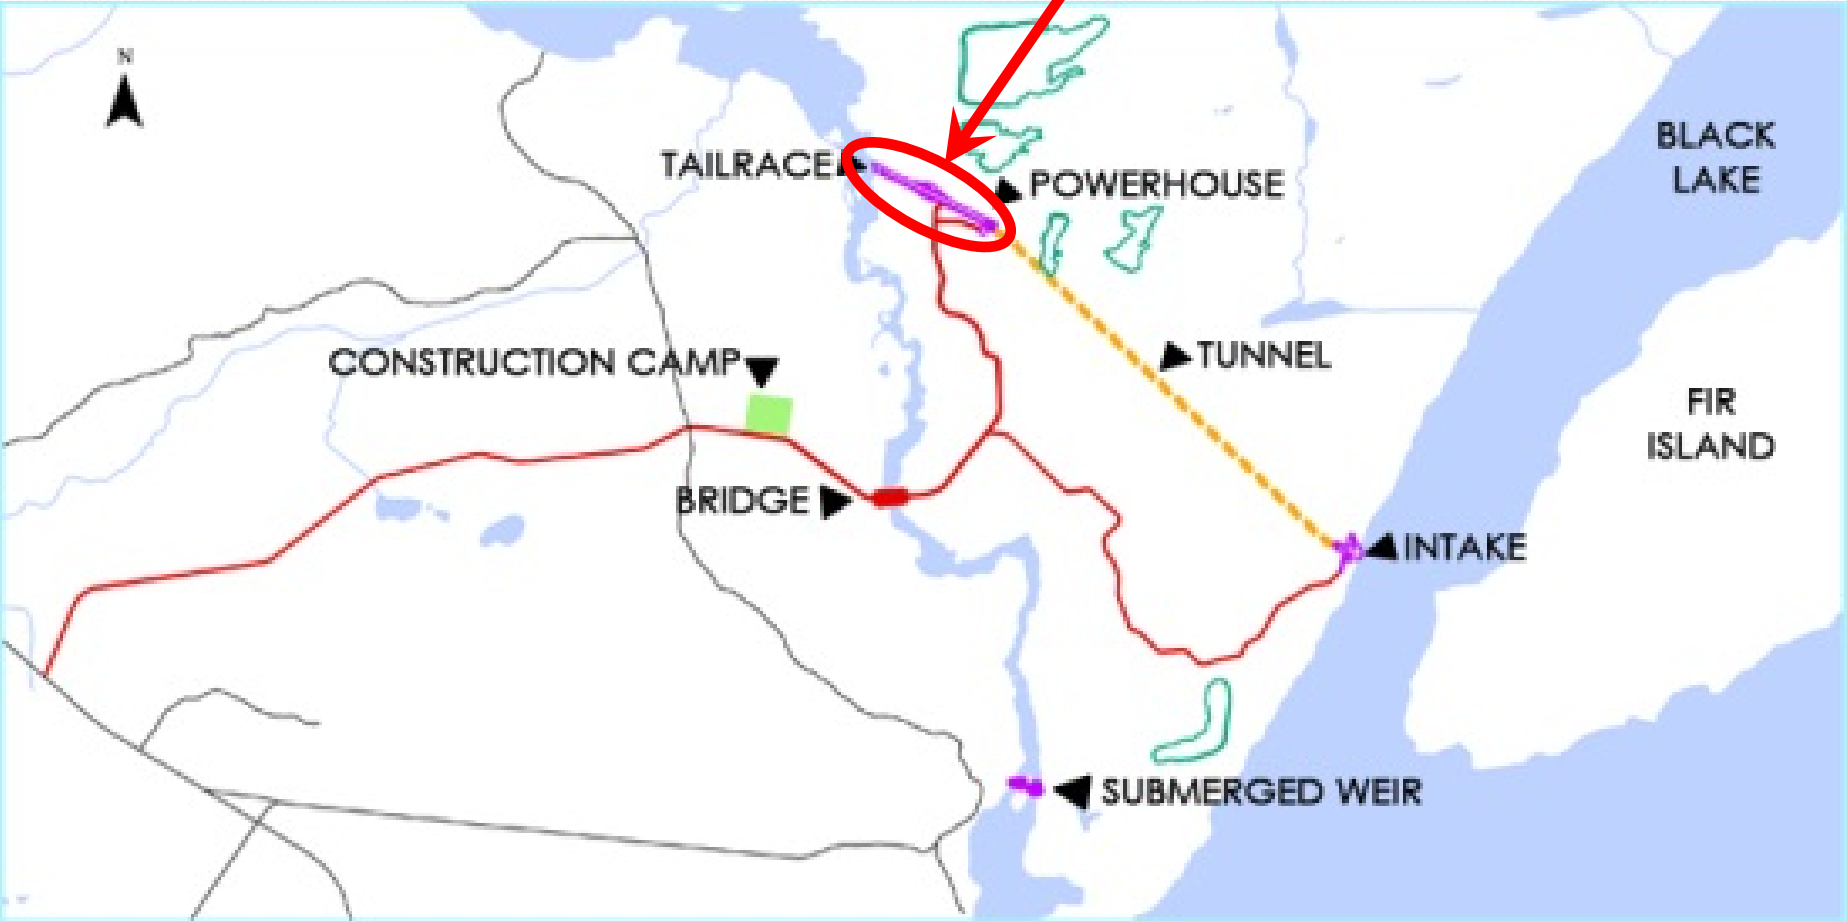 N
BLACK
LAKE
TAILRACE
POWERHOUSE
TUNNEL
CONSTRUCTION CAMP
FIR
ISLAND
BRIDGE
INTAKE
SUBMERGED WEIR